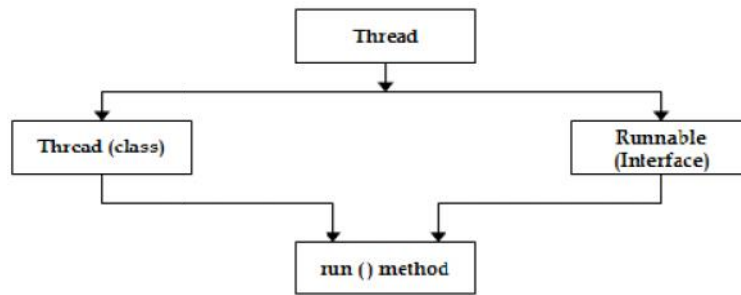 Thread
Thread (class)
Runnable
(Interface)
run () method